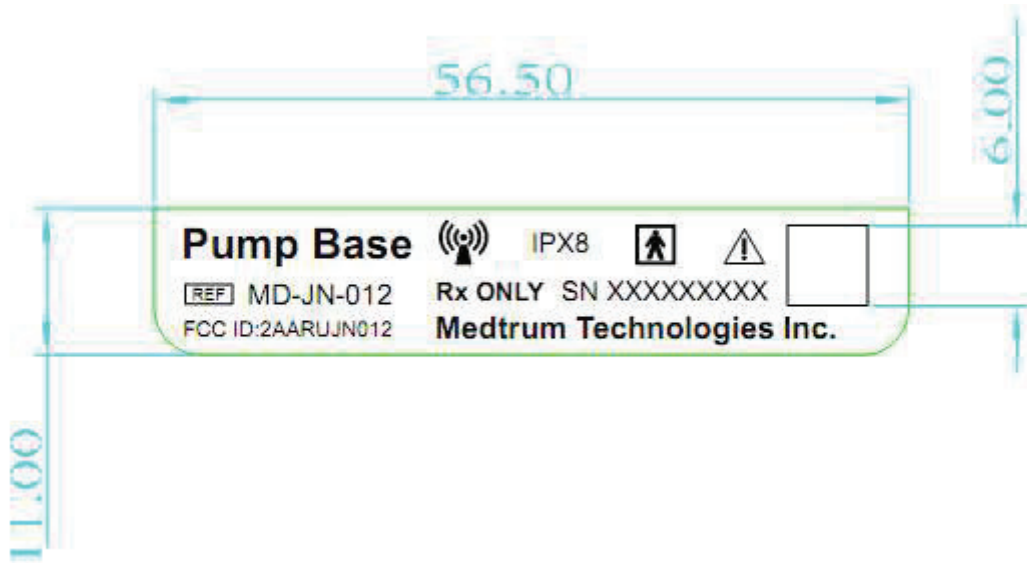 56.50
6.00
Pump Base IPX8
REF MD-JN-012 Rx ONLY SN XXXXXXXXX
FCC ID:2AARUJN012 Medtrum Technologies Inc.
11.00